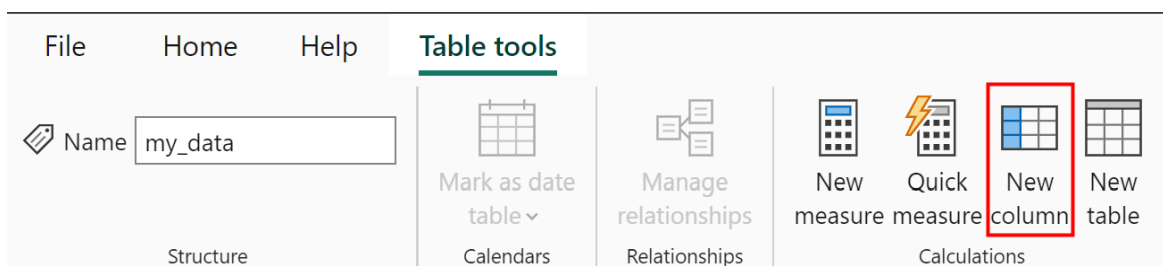 File Home Help Table tools
Name my_data
Mark as date Manage New Quick New New
table relationships measure measure column table
Structure Calendars Relationships Calculations